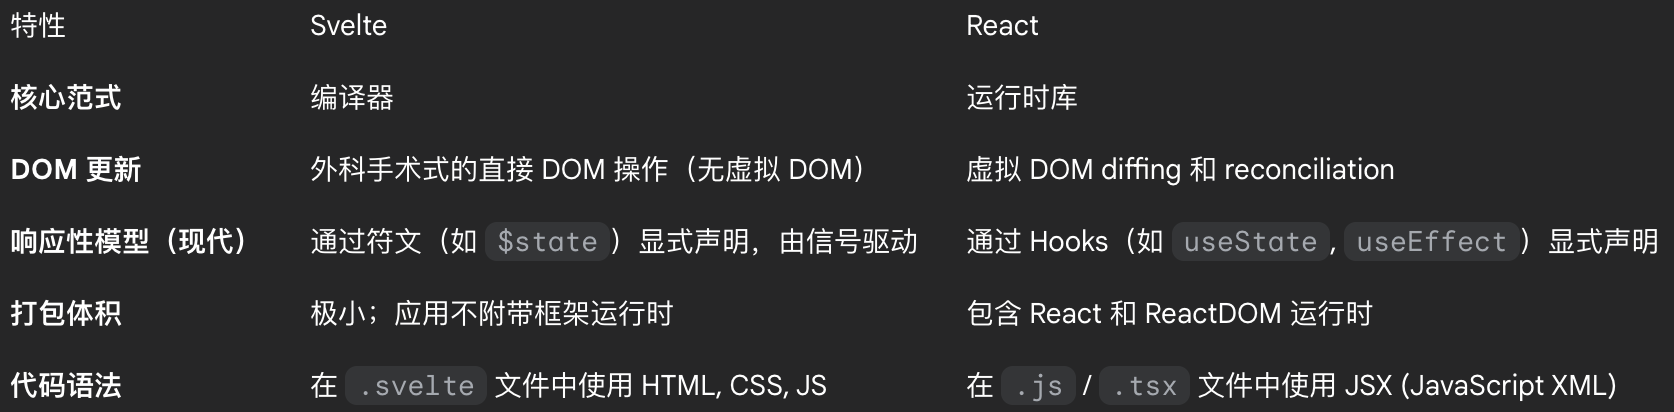 特性 Svelte React
核心范式 编译器 运行时库
DOM 更新 外科手术式的直接 DOM 操作（无虚拟 DOM） 虚拟 DOM diffing 和 reconciliation
响应性模型（现代） 通过符文（如 $state）显式声明，由信号驱动 通过 Hooks（如 useState, useEffect）显式声明
打包体积 极小；应用不附带框架运行时 包含 React 和 ReactDOM 运行时
代码语法 在 .svelte 文件中使用 HTML, CSS, JS 在 .js / .tsx 文件中使用 JSX (JavaScript XML)